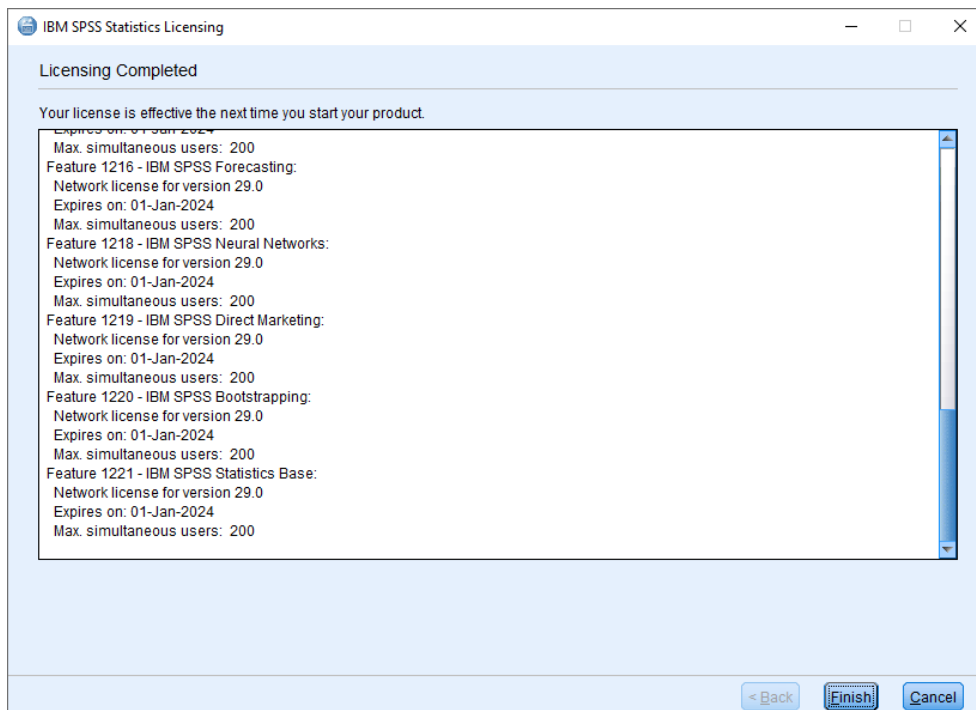 IBM SPSS Statistics Licensing
Licensing Completed
Your license is effective the next time you start your product.
Expires on: 01-Jan-2024
Max. simultaneous users: 200
Feature 1216 - IBM SPSS Forecasting:
Network license for version 29.0
Expires on: 01-Jan-2024
Max. simultaneous users: 200
Feature 1218 - IBM SPSS Neural Networks:
Network license for version 29.0
Expires on: 01-Jan-2024
Max. simultaneous users: 200
Feature 1219 - IBM SPSS Direct Marketing:
Network license for version 29.0
Expires on: 01-Jan-2024
Max. simultaneous users: 200
Feature 1220 - IBM SPSS Bootstrapping:
Network license for version 29.0
Expires on: 01-Jan-2024
Max. simultaneous users: 200
Feature 1221 - IBM SPSS Statistics Base:
Network license for version 29.0
Expires on: 01-Jan-2024
Max. simultaneous users: 200
< Back
Finish
Cancel